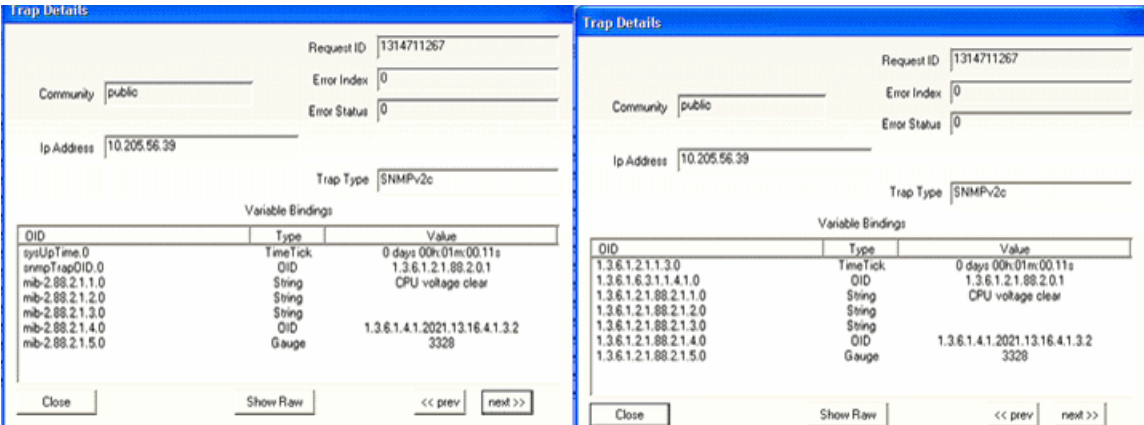 Trap Details
Request ID 1314711267
Error Index 0
Community public
Error Status 0
Ip Address 10.205.56.39
Trap Type SNMPv2c
Variable Bindings
OID Type Value
sysUpTime.0 TimeTick 0 days 00h:01m:00.11s
snmpTrapOID.0 OID 1.3.6.1.2.1.88.2.0.1
mib-2.88.2.1.1.0 String CPU voltage clear
mib-2.88.2.1.2.0 String
mib-2.88.2.1.3.0 String
mib-2.88.2.1.4.0 OID 1.3.6.1.4.1.2021.13.16.4.1.3.2
mib-2.88.2.1.5.0 Gauge 3328
Close Show Raw << prev next >>
Trap Details
Request ID 1314711267
Error Index 0
Community public
Error Status 0
Ip Address 10.205.56.39
Trap Type SNMPv2c
Variable Bindings
OID Type Value
1.3.6.1.2.1.1.3.0 TimeTick 0 days 00h:01m:00.11s
1.3.6.1.6.3.1.1.4.1.0 OID 1.3.6.1.2.1.88.2.0.1
1.3.6.1.2.1.88.2.1.1.0 String CPU voltage clear
1.3.6.1.2.1.88.2.1.2.0 String
1.3.6.1.2.1.88.2.1.3.0 String
1.3.6.1.2.1.88.2.1.4.0 OID 1.3.6.1.4.1.2021.13.16.4.1.3.2
1.3.6.1.2.1.88.2.1.5.0 Gauge 3328
Close Show Raw << prev next >>